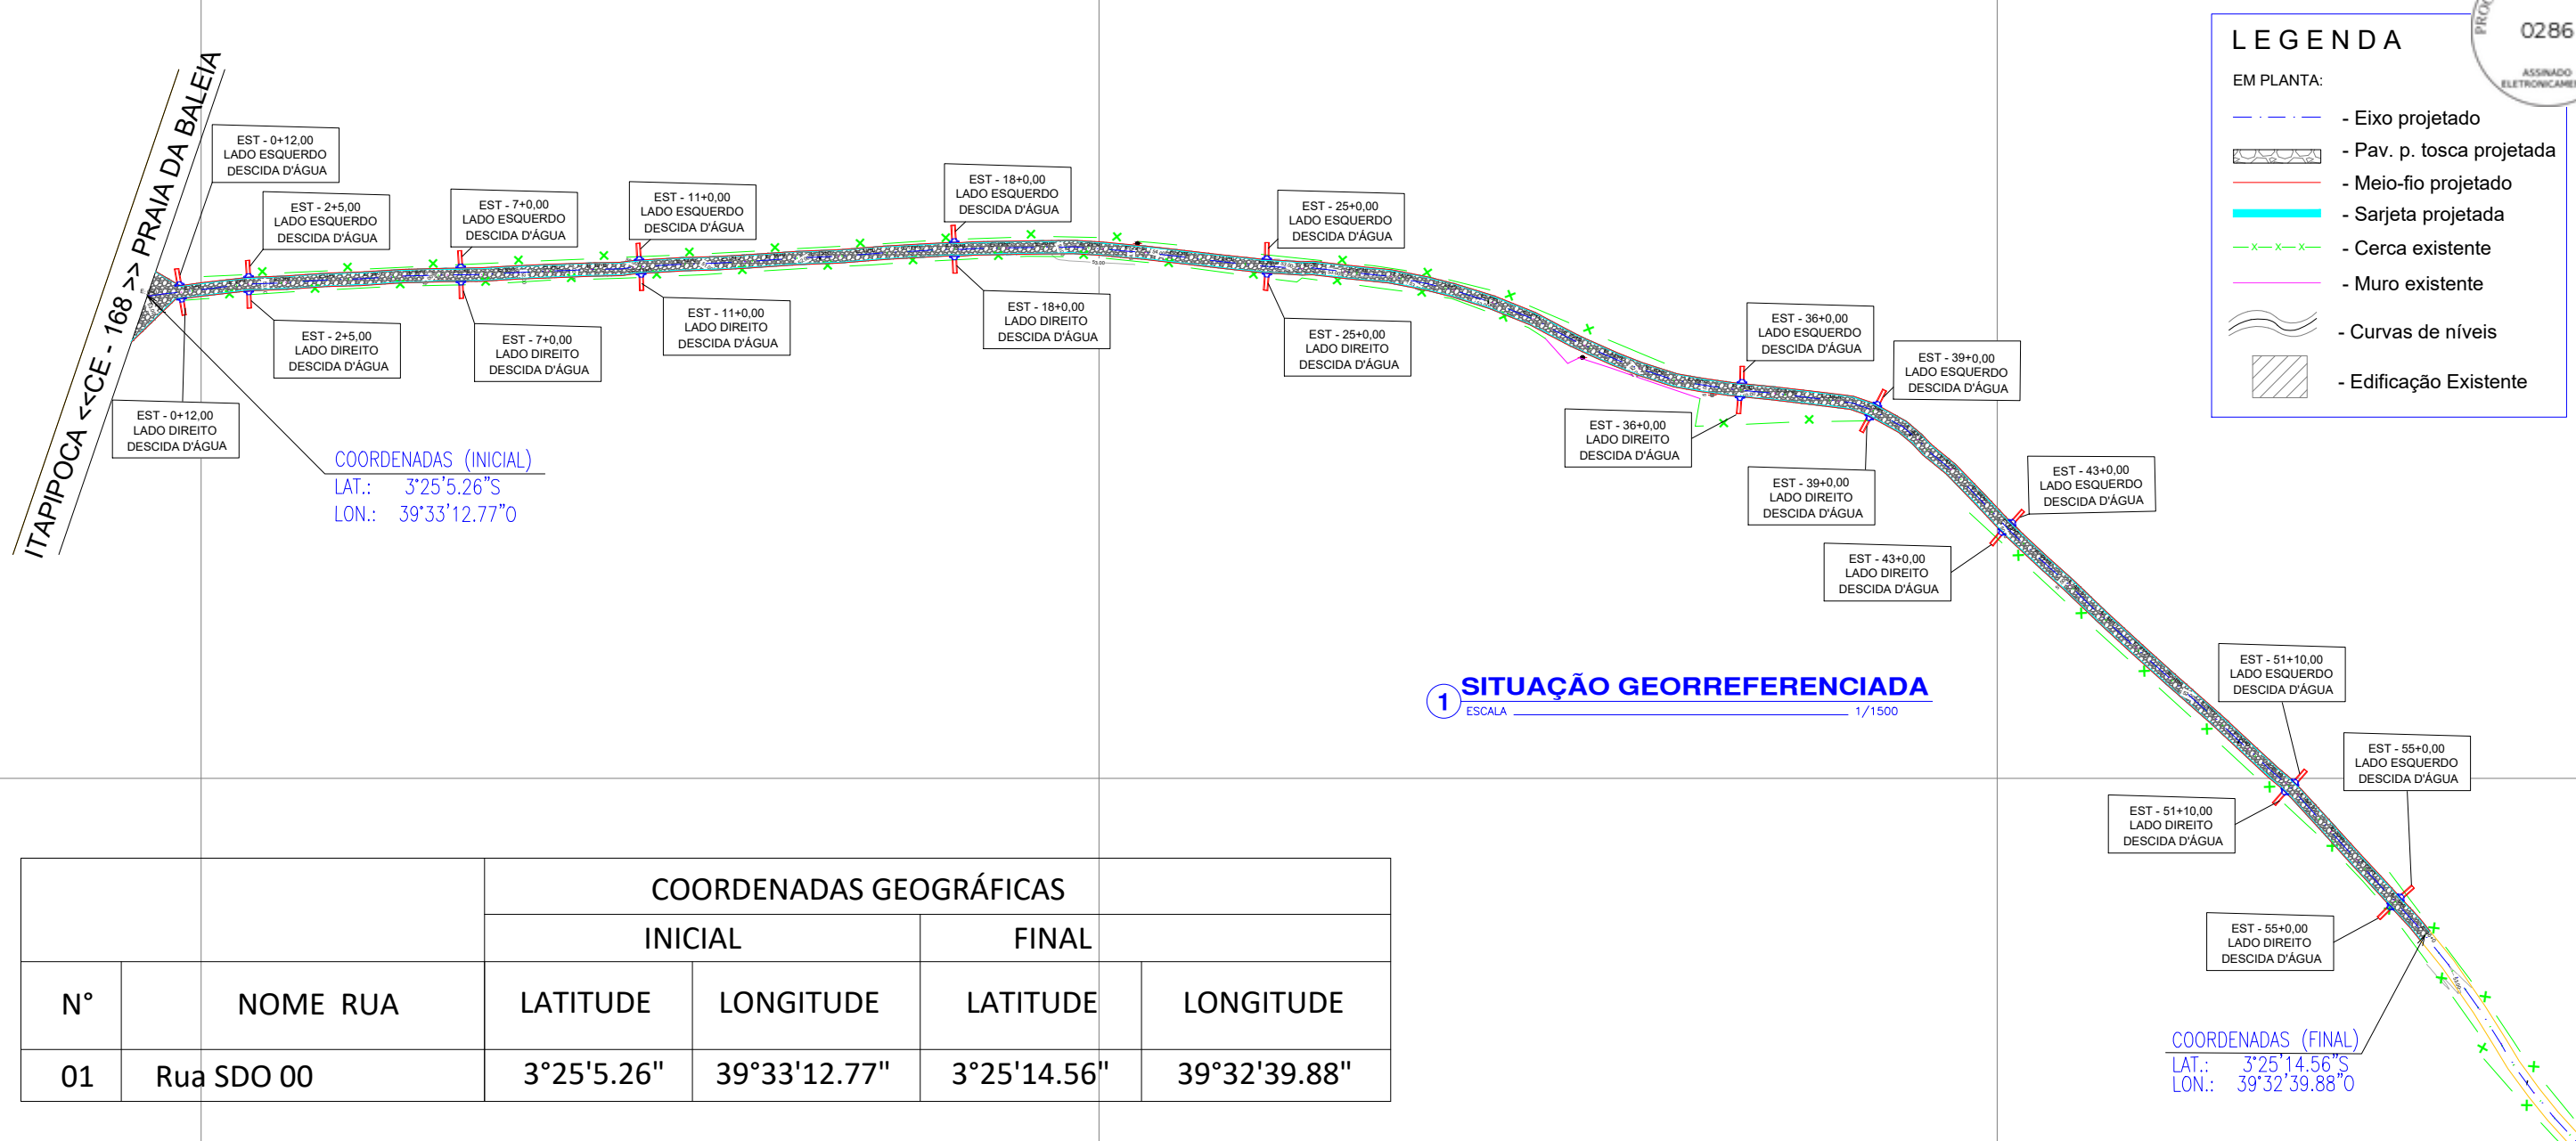 ITAPIPOCA <<CE - 168 >> PRAIA DA BALEIA
EST - 0+12,00
LADO ESQUERDO
DESCIDA D'ÁGUA
EST - 2+5,00
LADO ESQUERDO
DESCIDA D'ÁGUA
EST - 7+0,00
LADO ESQUERDO
DESCIDA D'ÁGUA
EST - 11+0,00
LADO ESQUERDO
DESCIDA D'ÁGUA
EST - 18+0,00
LADO ESQUERDO
DESCIDA D'ÁGUA
EST - 25+0,00
LADO ESQUERDO
DESCIDA D'ÁGUA
EST - 36+0,00
LADO ESQUERDO
DESCIDA D'ÁGUA
EST - 39+0,00
LADO ESQUERDO
DESCIDA D'ÁGUA
EST - 43+0,00
LADO ESQUERDO
DESCIDA D'ÁGUA
EST - 51+10,00
LADO ESQUERDO
DESCIDA D'ÁGUA
EST - 55+0,00
LADO ESQUERDO
DESCIDA D'ÁGUA
EST - 0+12,00
LADO DIREITO
DESCIDA D'ÁGUA
EST - 2+5,00
LADO DIREITO
DESCIDA D'ÁGUA
EST - 7+0,00
LADO DIREITO
DESCIDA D'ÁGUA
EST - 11+0,00
LADO DIREITO
DESCIDA D'ÁGUA
EST - 18+0,00
LADO DIREITO
DESCIDA D'ÁGUA
EST - 25+0,00
LADO DIREITO
DESCIDA D'ÁGUA
EST - 36+0,00
LADO DIREITO
DESCIDA D'ÁGUA
EST - 39+0,00
LADO DIREITO
DESCIDA D'ÁGUA
EST - 43+0,00
LADO DIREITO
DESCIDA D'ÁGUA
EST - 51+10,00
LADO DIREITO
DESCIDA D'ÁGUA
EST - 55+0,00
LADO DIREITO
DESCIDA D'ÁGUA
COORDENADAS (INICIAL)
LAT.: 3°25'5.26"S
LON.: 39°33'12.77"O
1 SITUAÇÃO GEORREFERENCIADA
ESCALA 1/1500
COORDENADAS (FINAL)
LAT.: 3°25'14.56"S
LON.: 39°32'39.88"O
LEGENDA
EM PLANTA:
- Eixo projetado
- Pav. p. tosca projetada
- Meio-fio projetado
- Sarjeta projetada
- Cerca existente
- Muro existente
- Curvas de níveis
- Edificação Existente
0286
ASSINADO
COORDENADAS GEOGRÁFICAS
INICIAL FINAL
N° NOME RUA LATITUDE LONGITUDE LATITUDE LONGITUDE
01 Rua SDO 00 3°25'5.26" 39°33'12.77" 3°25'14.56" 39°32'39.88"